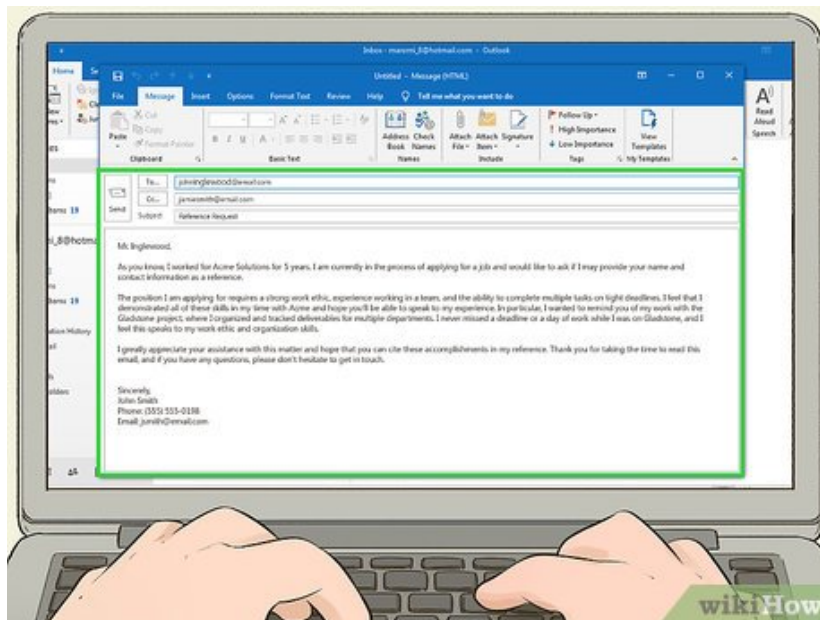 Inbox - maromi_8@hotmail.com - Outlook
Untitled - Message (HTML)
Home
File Message Insert Options Format Text Review Help Tell me what you want to do
Paste
Cut
Copy
Format Painter
Clipboard
B I U A
Basic Text
Address Book
Check Names
Names
Attach File
Attach Item
Signature
Include
Follow Up
High Importance
Low Importance
Tags
View Templates
My Templates
A
Read
Aloud
Speech
Send
To... johninglewood@email.com
Cc... jamesmith@email.com
Subject Reference Request
Mr. Inglewood,
As you know, I worked for Acme Solutions for 5 years. I am currently in the process of applying for a job and would like to ask if I may provide your name and
contact information as a reference.
The position I am applying for requires a strong work ethic, experience working in a team, and the ability to complete multiple tasks on tight deadlines. I feel that I
demonstrated all of these skills in my time with Acme and hope you'll be able to speak to my experience. In particular, I wanted to remind you of my work with the
Gladstone project, where I organized and tracked deliverables for multiple departments. I never missed a deadline or a day of work while I was on Gladstone, and I
feel this speaks to my work ethic and organization skills.
I greatly appreciate your assistance with this matter and hope that you can cite these accomplishments in my reference. Thank you for taking the time to read this
email, and if you have any questions, please don't hesitate to get in touch.
Sincerely,
John Smith
Phone: (555) 555-0198
Email: jsmith@email.com
Items 19
_8@hotma
Items 19
ation History
wikiHow